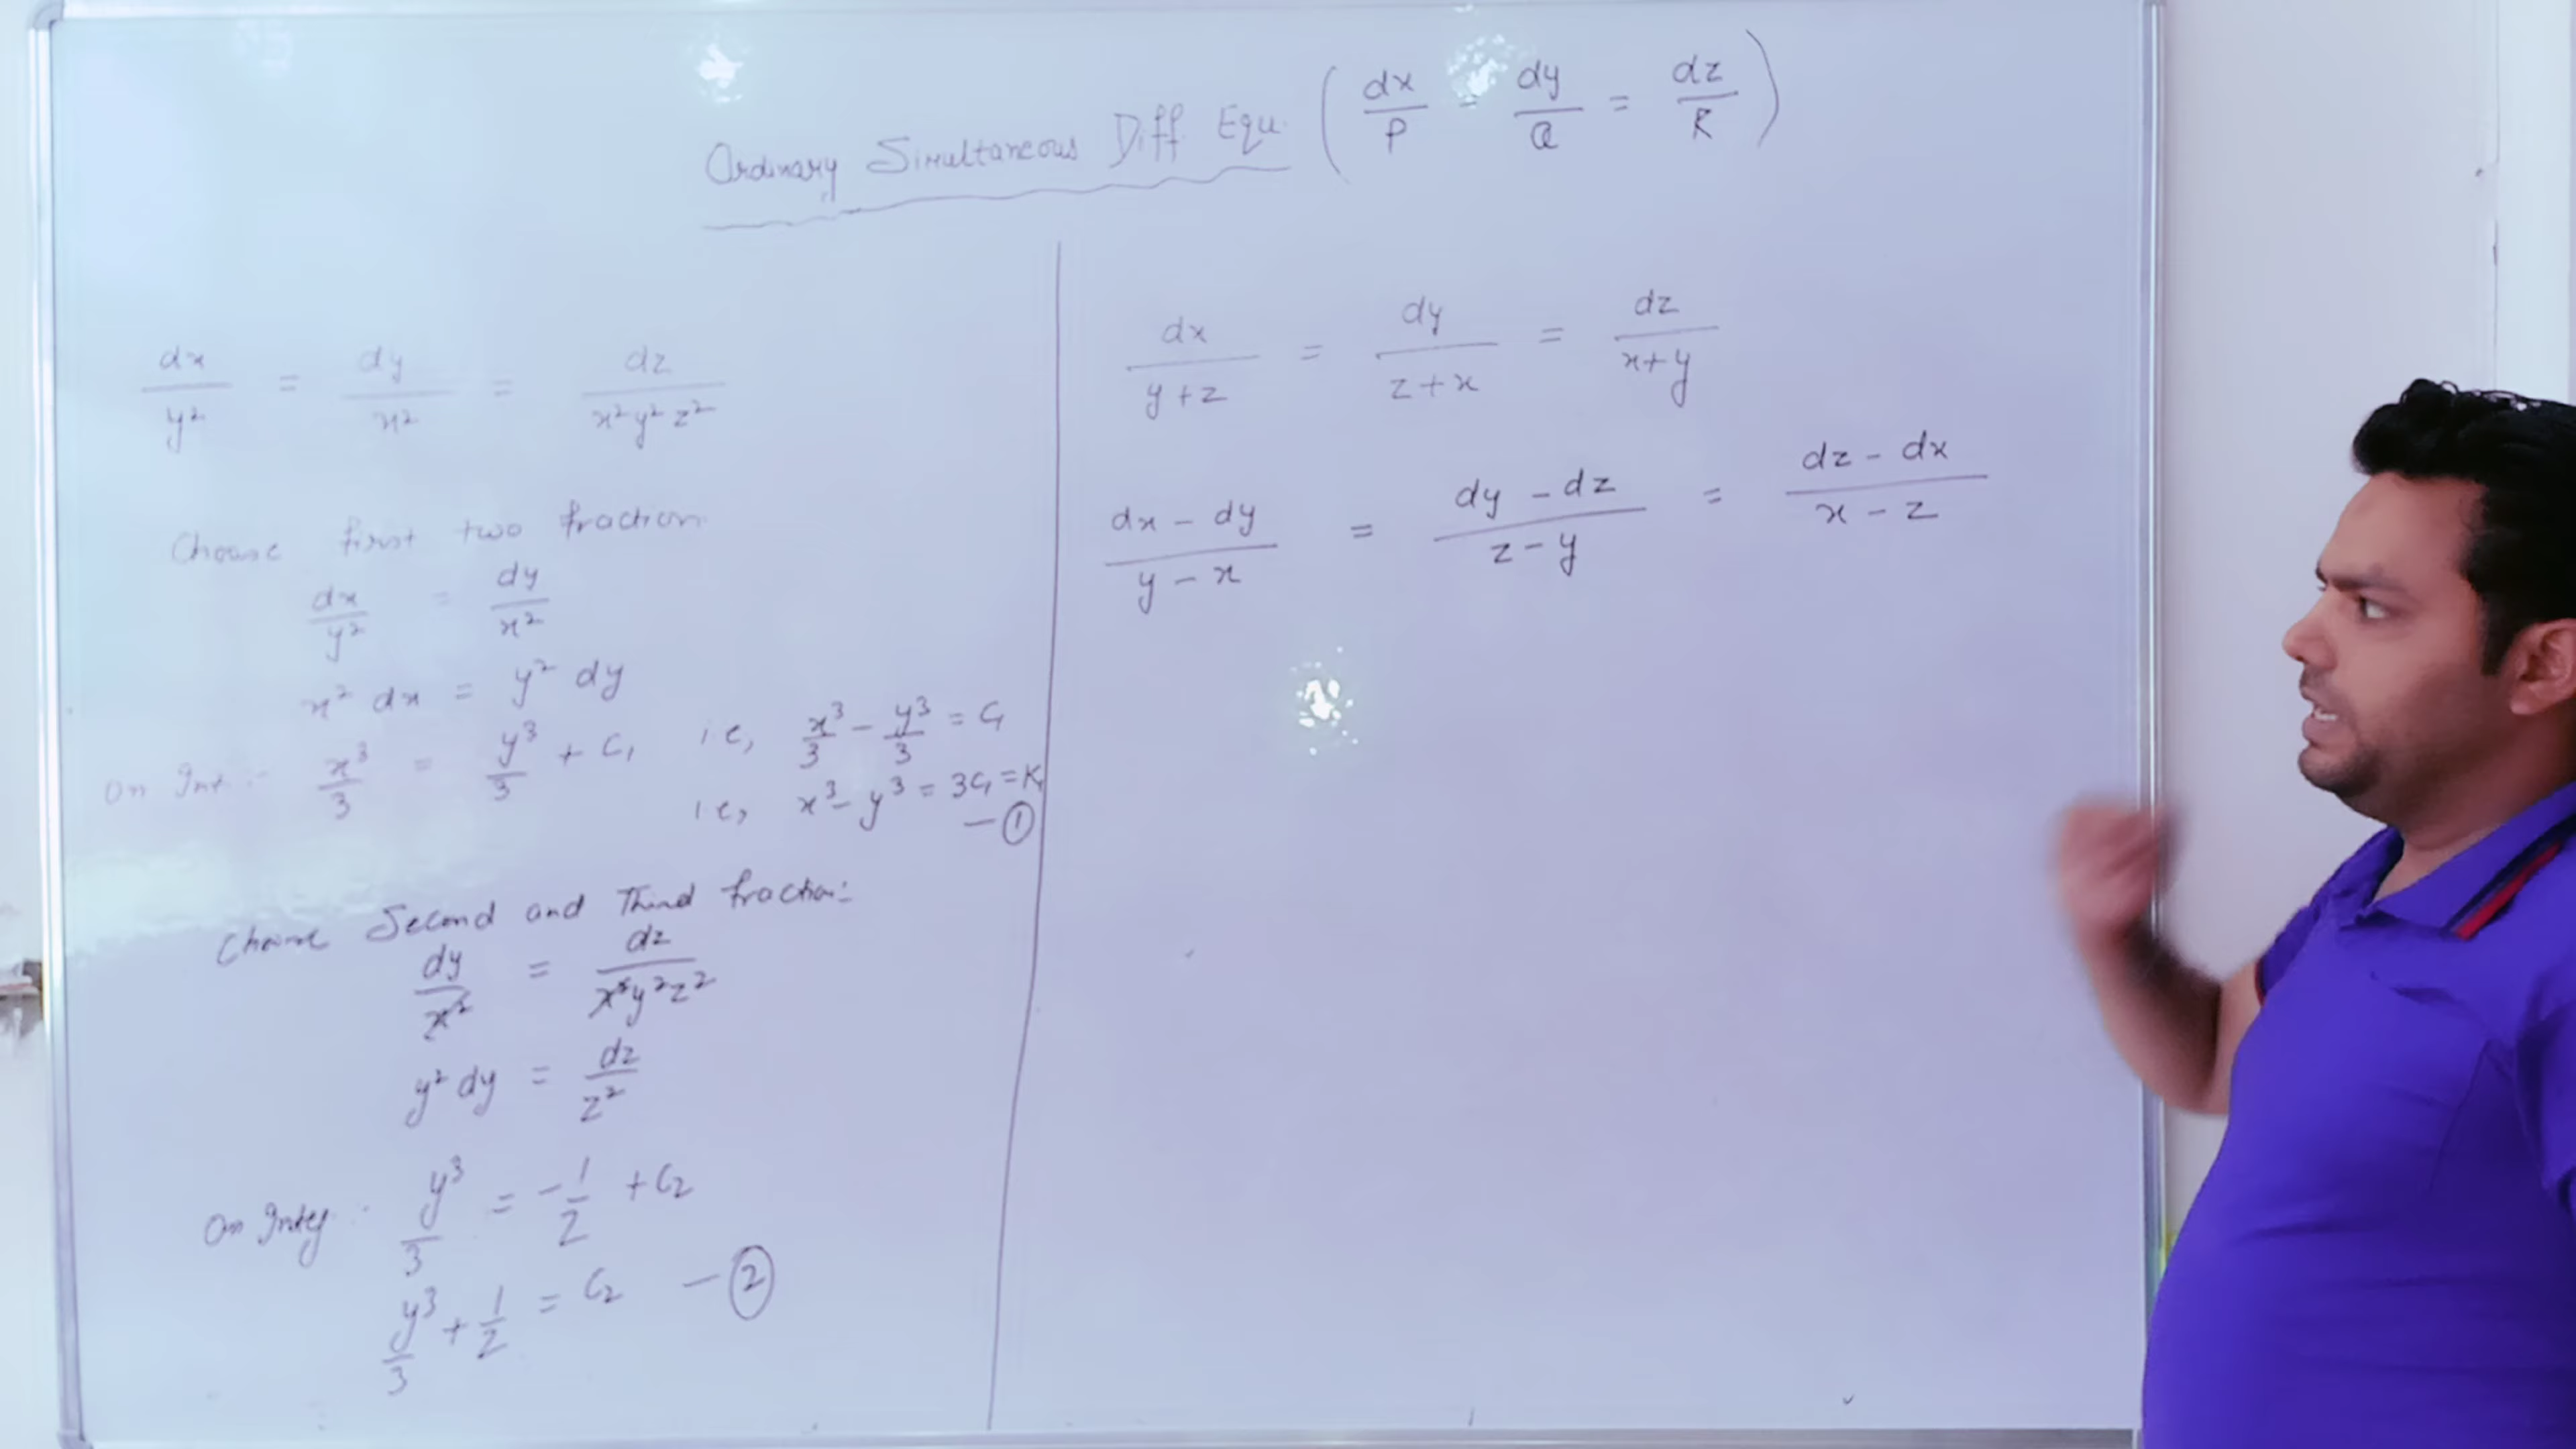 Ordinary Simultaneous Diff Equ. (dx/P = dy/Q = dz/R)
dx/y² = dy/x² = dz/x²y²z²
Choose first two fraction
dx/y² = dy/x²
x² dx = y² dy
On Int :- x³/3 = y³/3 + C₁ i.e, x³/3 - y³/3 = C₁
i.e, x³ - y³ = 3C₁ = K₁
— ①
Choose Second and Third fraction:
dy/x² = dz/x²y²z²
y² dy = dz/z²
On Integ :- y³/3 = -1/z + C₂
y³/3 + 1/z = C₂ — ②
dx/y+z = dy/z+x = dz/x+y
dx - dy/y - x = dy - dz/z - y = dz - dx/x - z